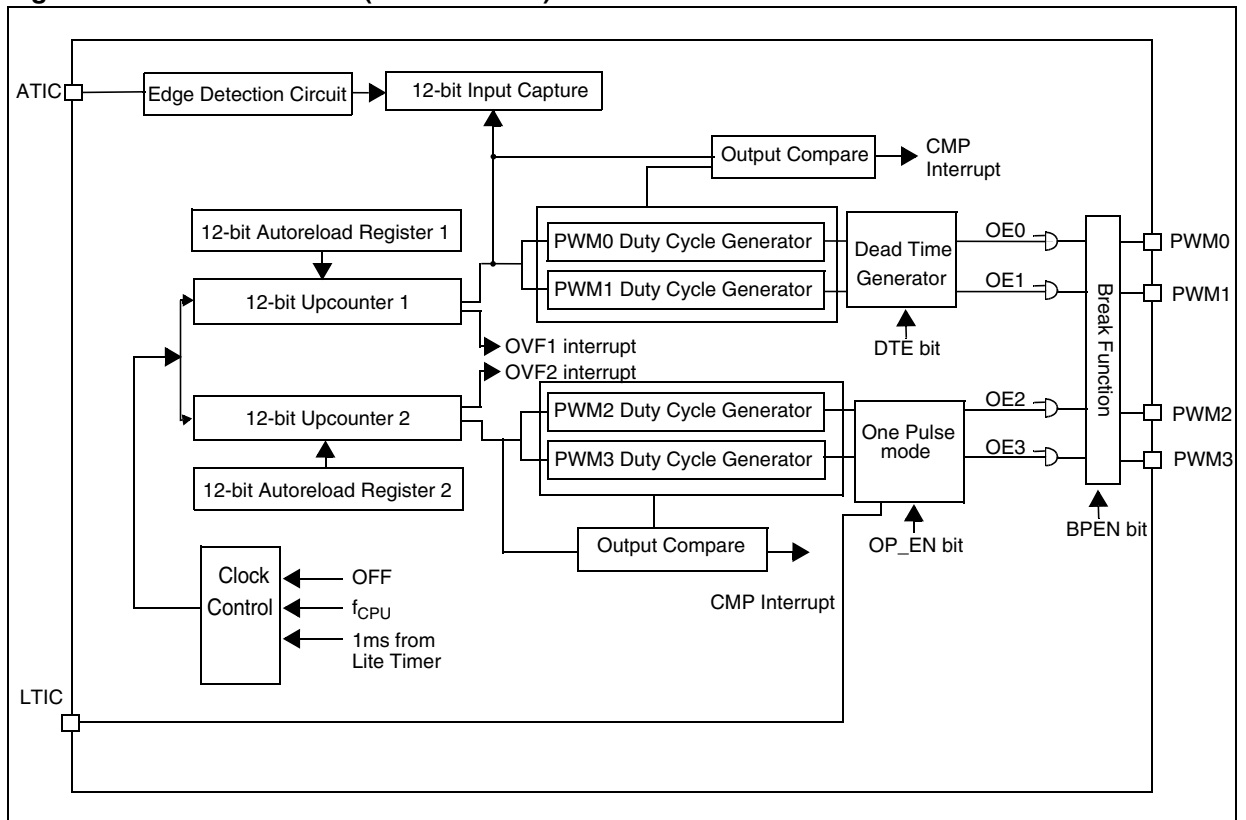 ATIC
Edge Detection Circuit
12-bit Input Capture
Output Compare
CMP
Interrupt
12-bit Autoreload Register 1
12-bit Upcounter 1
PWM0 Duty Cycle Generator
PWM1 Duty Cycle Generator
Dead Time
Generator
OE0
OE1
PWM0
PWM1
Break Function
DTE bit
OVF1 interrupt
OVF2 interrupt
12-bit Upcounter 2
12-bit Autoreload Register 2
PWM2 Duty Cycle Generator
PWM3 Duty Cycle Generator
One Pulse
mode
OE2
OE3
PWM2
PWM3
OP_EN bit
BPEN bit
Output Compare
CMP Interrupt
Clock
Control
OFF
fCPU
1ms from
Lite Timer
LTIC